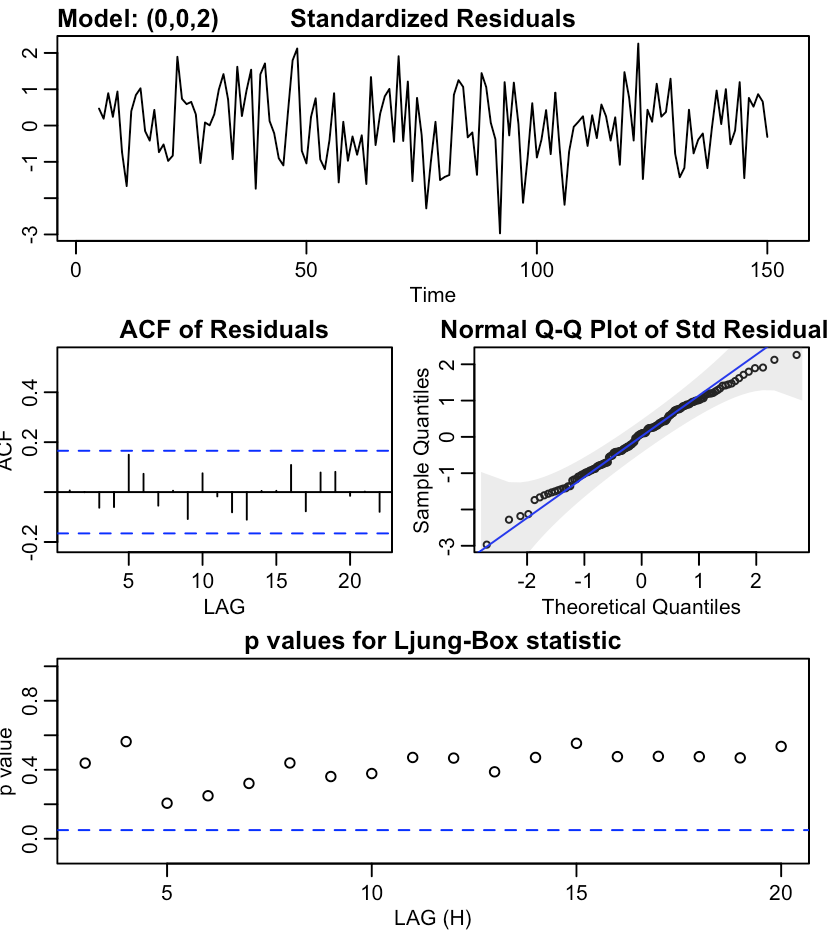 Model: (0,0,2) Standardized Residuals
2
1
0
-1
-3
0 50 100 150
Time
ACF of Residuals
0.4
0.2
-0.2
ACF
5 10 15 20
LAG
Normal Q-Q Plot of Std Residual
2
1
0
-1
-3
Sample Quantiles
-2 -1 0 1 2
Theoretical Quantiles
p values for Ljung-Box statistic
0.8
0.4
0.0
p value
5 10 15 20
LAG (H)